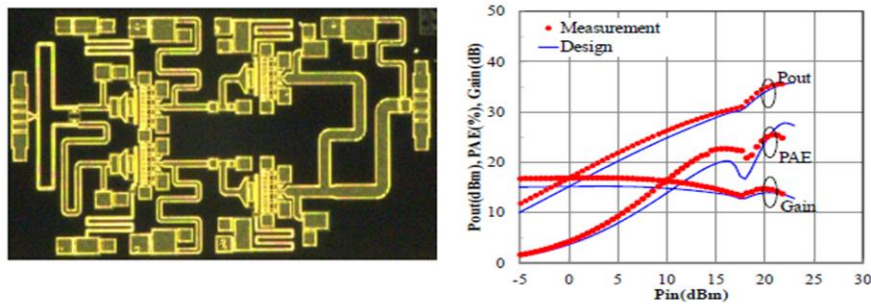 50
Measurement
Design
40
Pout
30
20
PAE
10
Gain
0
-5 0 5 10 15 20 25 30
Pin(dBm)
Pout(dBm), PAE(%), Gain(dB)